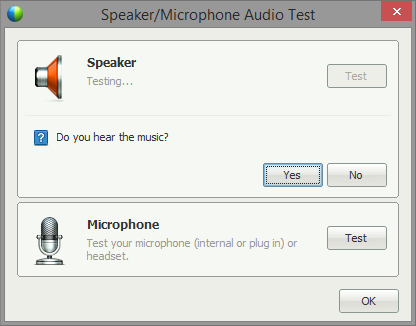 Speaker/Microphone Audio Test
Speaker
Test
Testing...
? Do you hear the music?
Yes No
Microphone
Test your microphone (internal or plug in) or
headset.
Test
OK